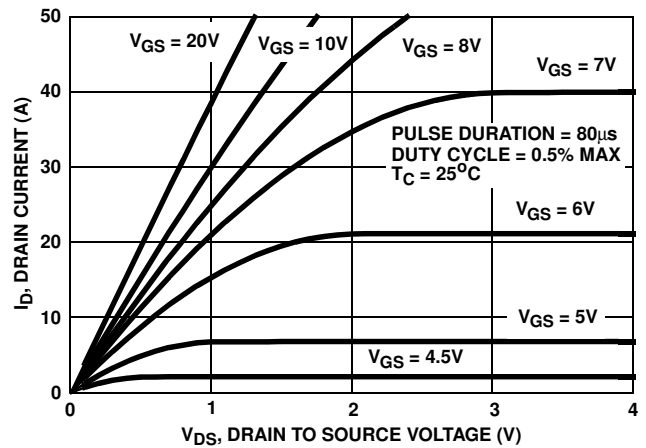 50
40
30
20
10
0
I_D, DRAIN CURRENT (A)
V_GS = 20V
V_GS = 10V
V_GS = 8V
V_GS = 7V
PULSE DURATION = 80µs
DUTY CYCLE = 0.5% MAX
T_C = 25°C
V_GS = 6V
V_GS = 5V
V_GS = 4.5V
0 1 2 3 4
V_DS, DRAIN TO SOURCE VOLTAGE (V)